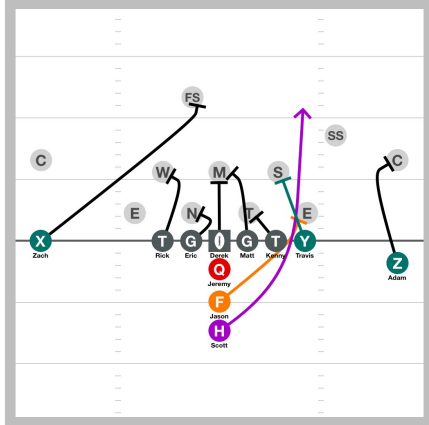 FS
SS
C
C
W
M
S
E
N
T
E
X
T
G
G
T
Y
Zach
Rick
Eric
Derek
Matt
Kenny
Travis
Q
Z
Jeremy
Adam
F
Jason
H
Scott